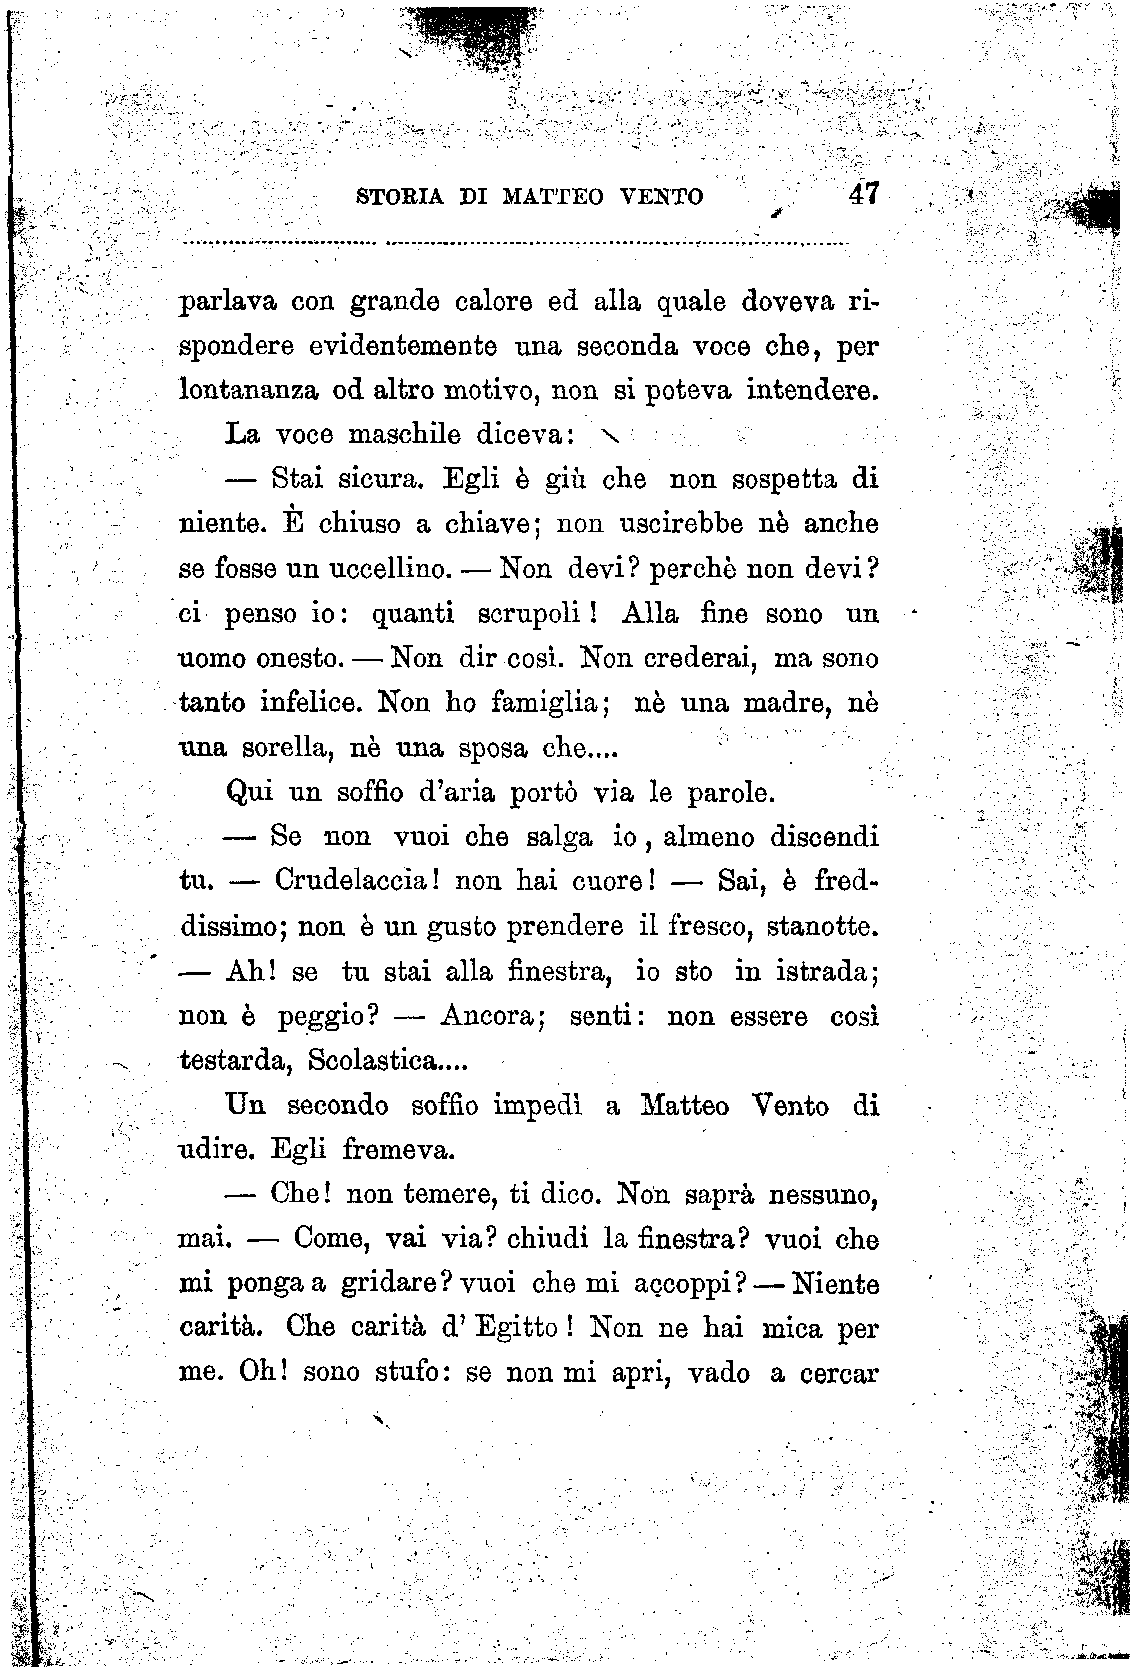 STORIA DI MATTEO VENTO 47
parlava con grande calore ed alla quale doveva ri-
spondere evidentemente una seconda voce che, per
lontananza od altro motivo, non si poteva intendere.
La voce maschile diceva:
— Stai sicura. Egli è giù che non sospetta di
niente. È chiuso a chiave; non uscirebbe nè anche
se fosse un uccellino. — Non devi? perchè non devi?
ci penso io: quanti scrupoli! Alla fine sono un
uomo onesto. — Non dir così. Non crederai, ma sono
tanto infelice. Non ho famiglia; nè una madre, nè
una sorella, nè una sposa che....
Qui un soffio d'aria portò via le parole.
— Se non vuoi che salga io, almeno discendi
tu. — Crudelaccia! non hai cuore! — Sai, è fred-
dissimo; non è un gusto prendere il fresco, stanotte.
— Ah! se tu stai alla finestra, io sto in istrada;
non è peggio? — Ancora; senti: non essere così
testarda, Scolastica....
Un secondo soffio impedì a Matteo Vento di
udire. Egli fremeva.
— Che! non temere, ti dico. Non saprà nessuno,
mai. — Come, vai via? chiudi la finestra? vuoi che
mi ponga a gridare? vuoi che mi accoppi? — Niente
carità. Che carità d' Egitto! Non ne hai mica per
me. Oh! sono stufo: se non mi apri, vado a cercar